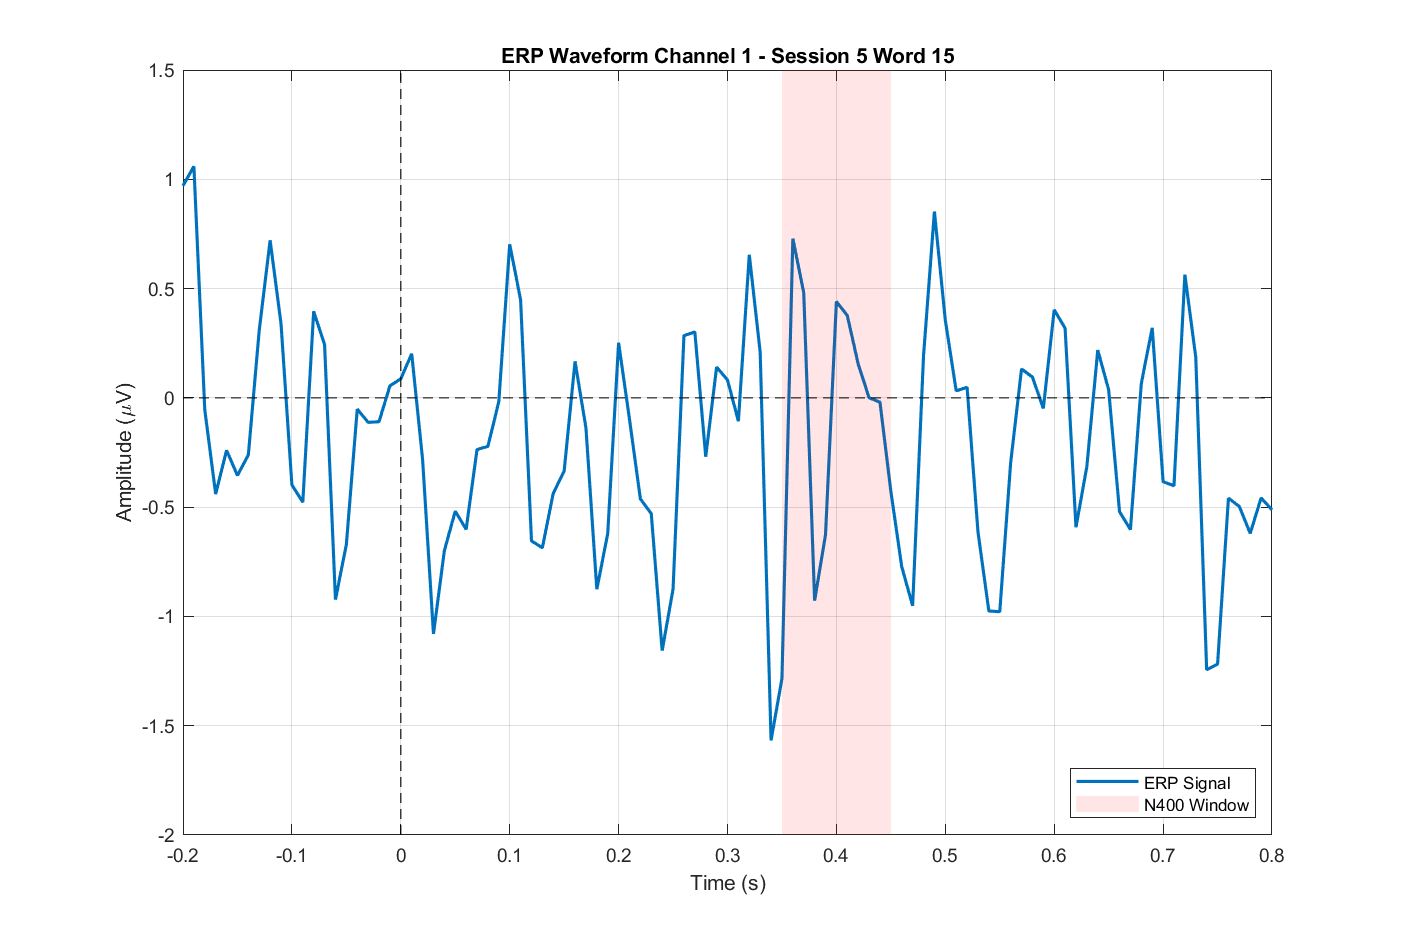 ERP Waveform Channel 1 - Session 5 Word 15
1.5
1
0.5
0
-0.5
-1
-1.5
-2
Amplitude (μV)
-0.2 -0.1 0 0.1 0.2 0.3 0.4 0.5 0.6 0.7 0.8
Time (s)
ERP Signal
N400 Window